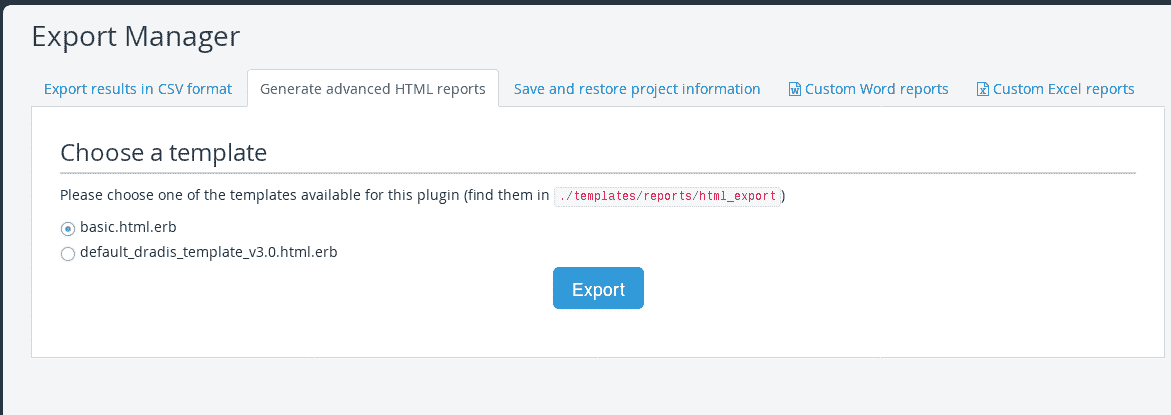 Export Manager
Export results in CSV format Generate advanced HTML reports Save and restore project information Custom Word reports Custom Excel reports
Choose a template
Please choose one of the templates available for this plugin (find them in ./templates/reports/html_export)
basic.html.erb
default_dradis_template_v3.0.html.erb
Export